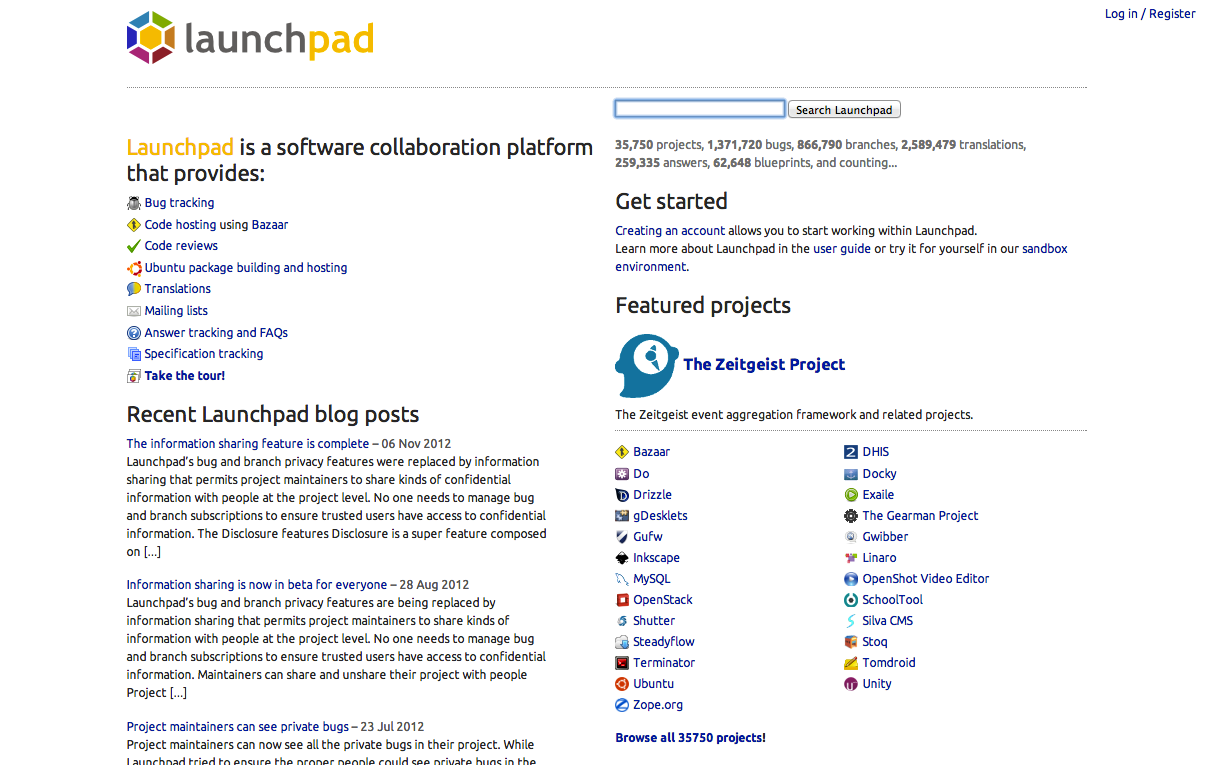 Log in / Register
launchpad
Search Launchpad
Launchpad is a software collaboration platform
that provides:
Bug tracking
Code hosting using Bazaar
Code reviews
Ubuntu package building and hosting
Translations
Mailing lists
Answer tracking and FAQs
Specification tracking
Take the tour!
Recent Launchpad blog posts
The information sharing feature is complete – 06 Nov 2012
Launchpad’s bug and branch privacy features were replaced by information
sharing that permits project maintainers to share kinds of confidential
information with people at the project level. No one needs to manage bug
and branch subscriptions to ensure trusted users have access to confidential
information. The Disclosure features Disclosure is a super feature composed
on [...]
Information sharing is now in beta for everyone – 28 Aug 2012
Launchpad’s bug and branch privacy features are being replaced by
information sharing that permits project maintainers to share kinds of
information with people at the project level. No one needs to manage bug
and branch subscriptions to ensure trusted users have access to confidential
information. Maintainers can share and unshare their project with people
Project [...]
Project maintainers can see private bugs – 23 Jul 2012
Project maintainers can now see all the private bugs in their project. While
Launchpad tried to ensure the proper people could see private bugs in the
35,750 projects, 1,371,720 bugs, 866,790 branches, 2,589,479 translations,
259,335 answers, 62,648 blueprints, and counting...
Get started
Creating an account allows you to start working within Launchpad.
Learn more about Launchpad in the user guide or try it for yourself in our sandbox
environment.
Featured projects
The Zeitgeist Project
The Zeitgeist event aggregation framework and related projects.
Bazaar
Do
Drizzle
gDesklets
Gufw
Inkscape
MySQL
OpenStack
Shutter
Steadyflow
Terminator
Ubuntu
Zope.org
DHIS
Docky
Exaile
The Gearman Project
Gwibber
Linaro
OpenShot Video Editor
SchoolTool
Silva CMS
Stoq
Tomdroid
Unity
Browse all 35750 projects!